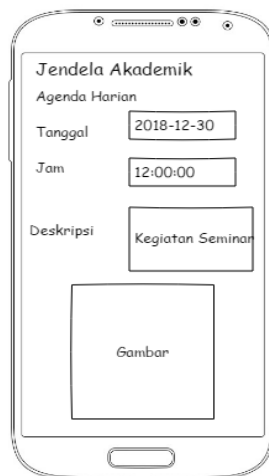 Jendela Akademik
Agenda Harian
Tanggal 2018-12-30
Jam 12:00:00
Deskripsi Kegiatan Seminar
Gambar